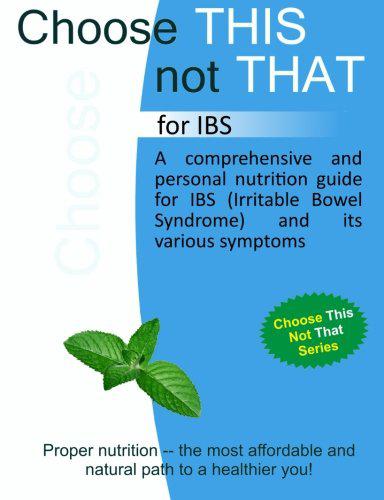 Choose THIS
not THAT
Choose
for IBS
A comprehensive and
personal nutrition guide
for IBS (Irritable Bowel
Syndrome) and its
various symptoms
Choose This
Not That
Series
Proper nutrition -- the most affordable and
natural path to a healthier you!